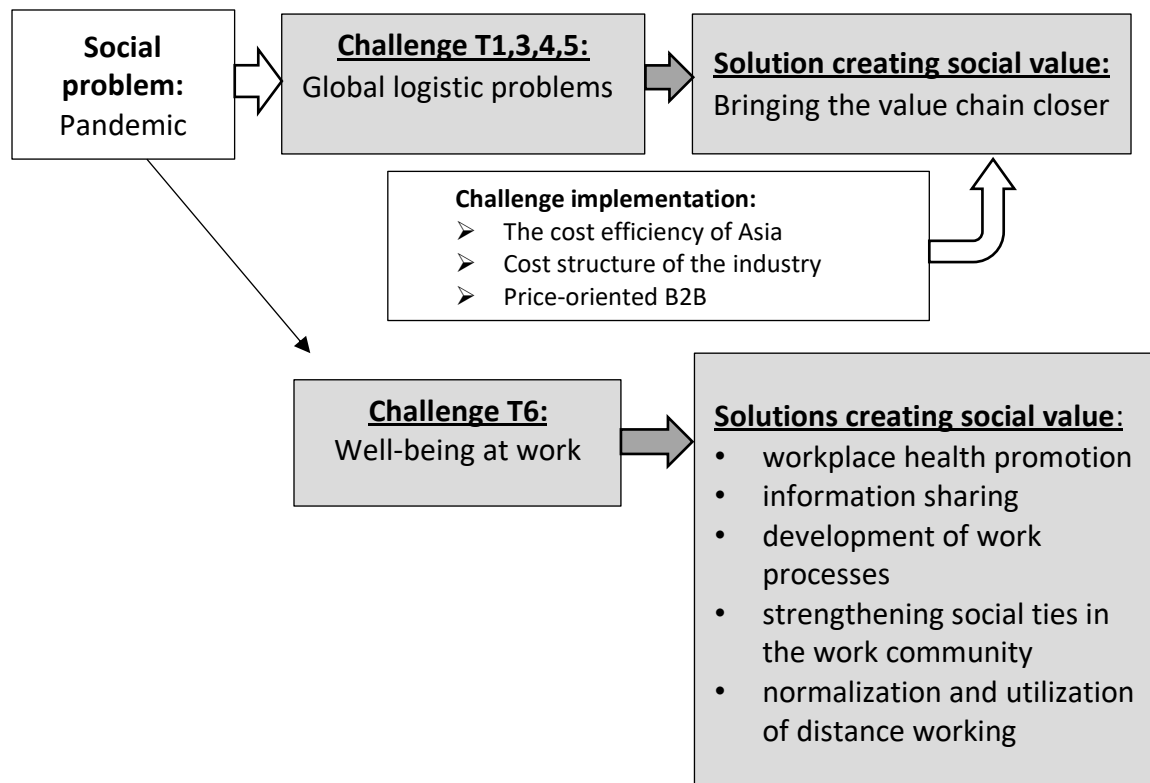 Social
problem:
Pandemic
Challenge T1,3,4,5:
Global logistic problems
Solution creating social value:
Bringing the value chain closer
Challenge implementation:
➢ The cost efficiency of Asia
➢ Cost structure of the industry
➢ Price-oriented B2B
Challenge T6:
Well-being at work
Solutions creating social value:
• workplace health promotion
• information sharing
• development of work
processes
• strengthening social ties in
the work community
• normalization and utilization
of distance working